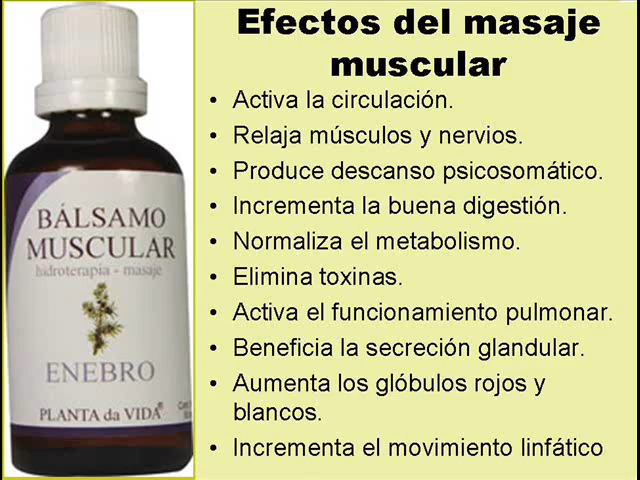 Efectos del masaje
muscular
• Activa la circulación.
• Relaja músculos y nervios.
• Produce descanso psicosomático.
• Incrementa la buena digestión.
• Normaliza el metabolismo.
• Elimina toxinas.
• Activa el funcionamiento pulmonar.
• Beneficia la secreción glandular.
• Aumenta los glóbulos rojos y
blancos.
• Incrementa el movimiento linfático
BÁLSAMO
MUSCULAR
hidroterapia - masaje
ENEBRO
PLANTA da VIDA®